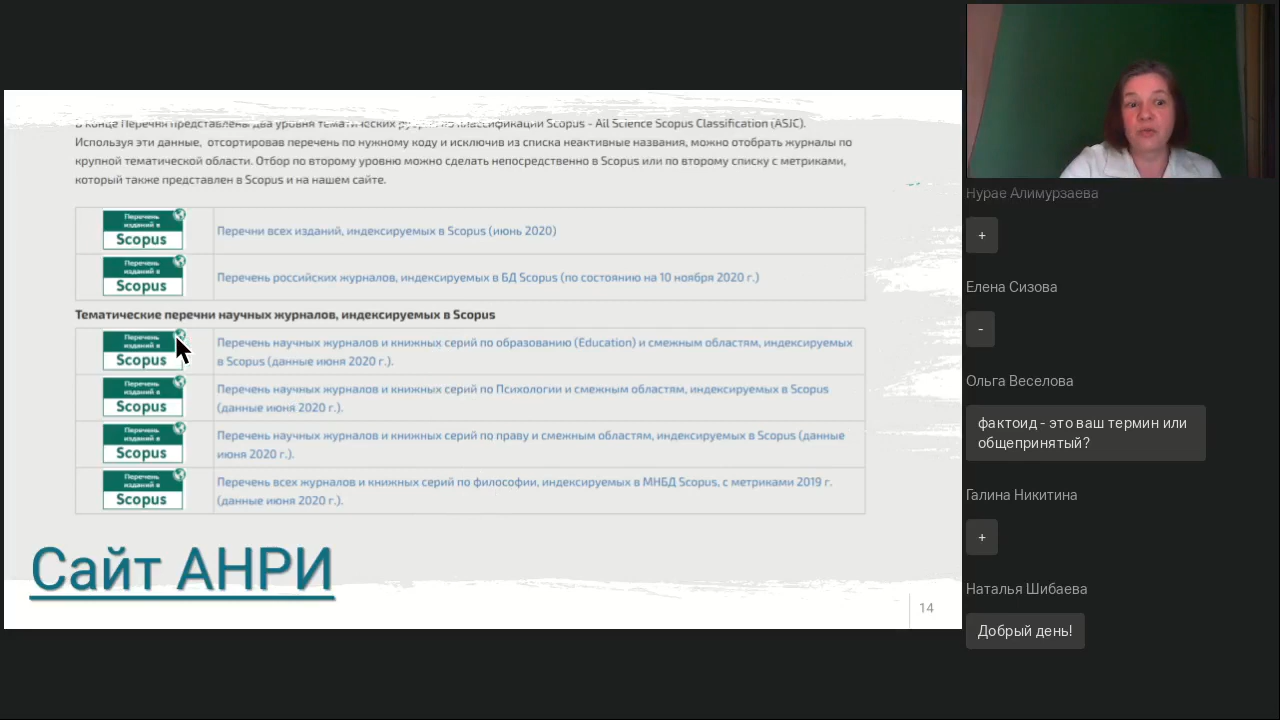 В конце Перечня представлены два уровня тематических классификации Scopus - All Science Scopus Classification (ASJC).
Используя эти данные, отсортировав перечень по нужному коду и исключив из списка неактивные названия, можно отобрать журналы по
крупной тематической области. Отбор по второму уровню можно сделать непосредственно в Scopus или по второму списку с метриками,
который также представлен в Scopus и на нашем сайте.
Перечень
изданий в
Scopus
Перечни всех изданий, индексируемых в Scopus (июнь 2020)
Перечень
изданий в
Scopus
Перечень российских журналов, индексируемых в БД Scopus (по состоянию на 10 ноября 2020 г.)
Тематические перечни научных журналов, индексируемых в Scopus
Перечень
изданий в
Scopus
Перечень научных журналов и книжных серий по образованию (Education) и смежным областям, индексируемых
в Scopus (данные июня 2020 г.).
Перечень
изданий в
Scopus
Перечень научных журналов и книжных серий по Психологии и смежным областям, индексируемых в Scopus
(данные июня 2020 г.).
Перечень
изданий в
Scopus
Перечень научных журналов и книжных серий по праву и смежным областям, индексируемых в Scopus (данные
июня 2020 г.).
Перечень
изданий в
Scopus
Перечень всех журналов и книжных серий по философии, индексируемых в МНБД Scopus, с метриками 2019 г.
(данные июня 2020 г.).
Сайт АНРИ
14
Нурае Алимурзаева
+
Елена Сизова
-
Ольга Веселова
фактоид - это ваш термин или
общепринятый?
Галина Никитина
+
Наталья Шибаева
Добрый день!